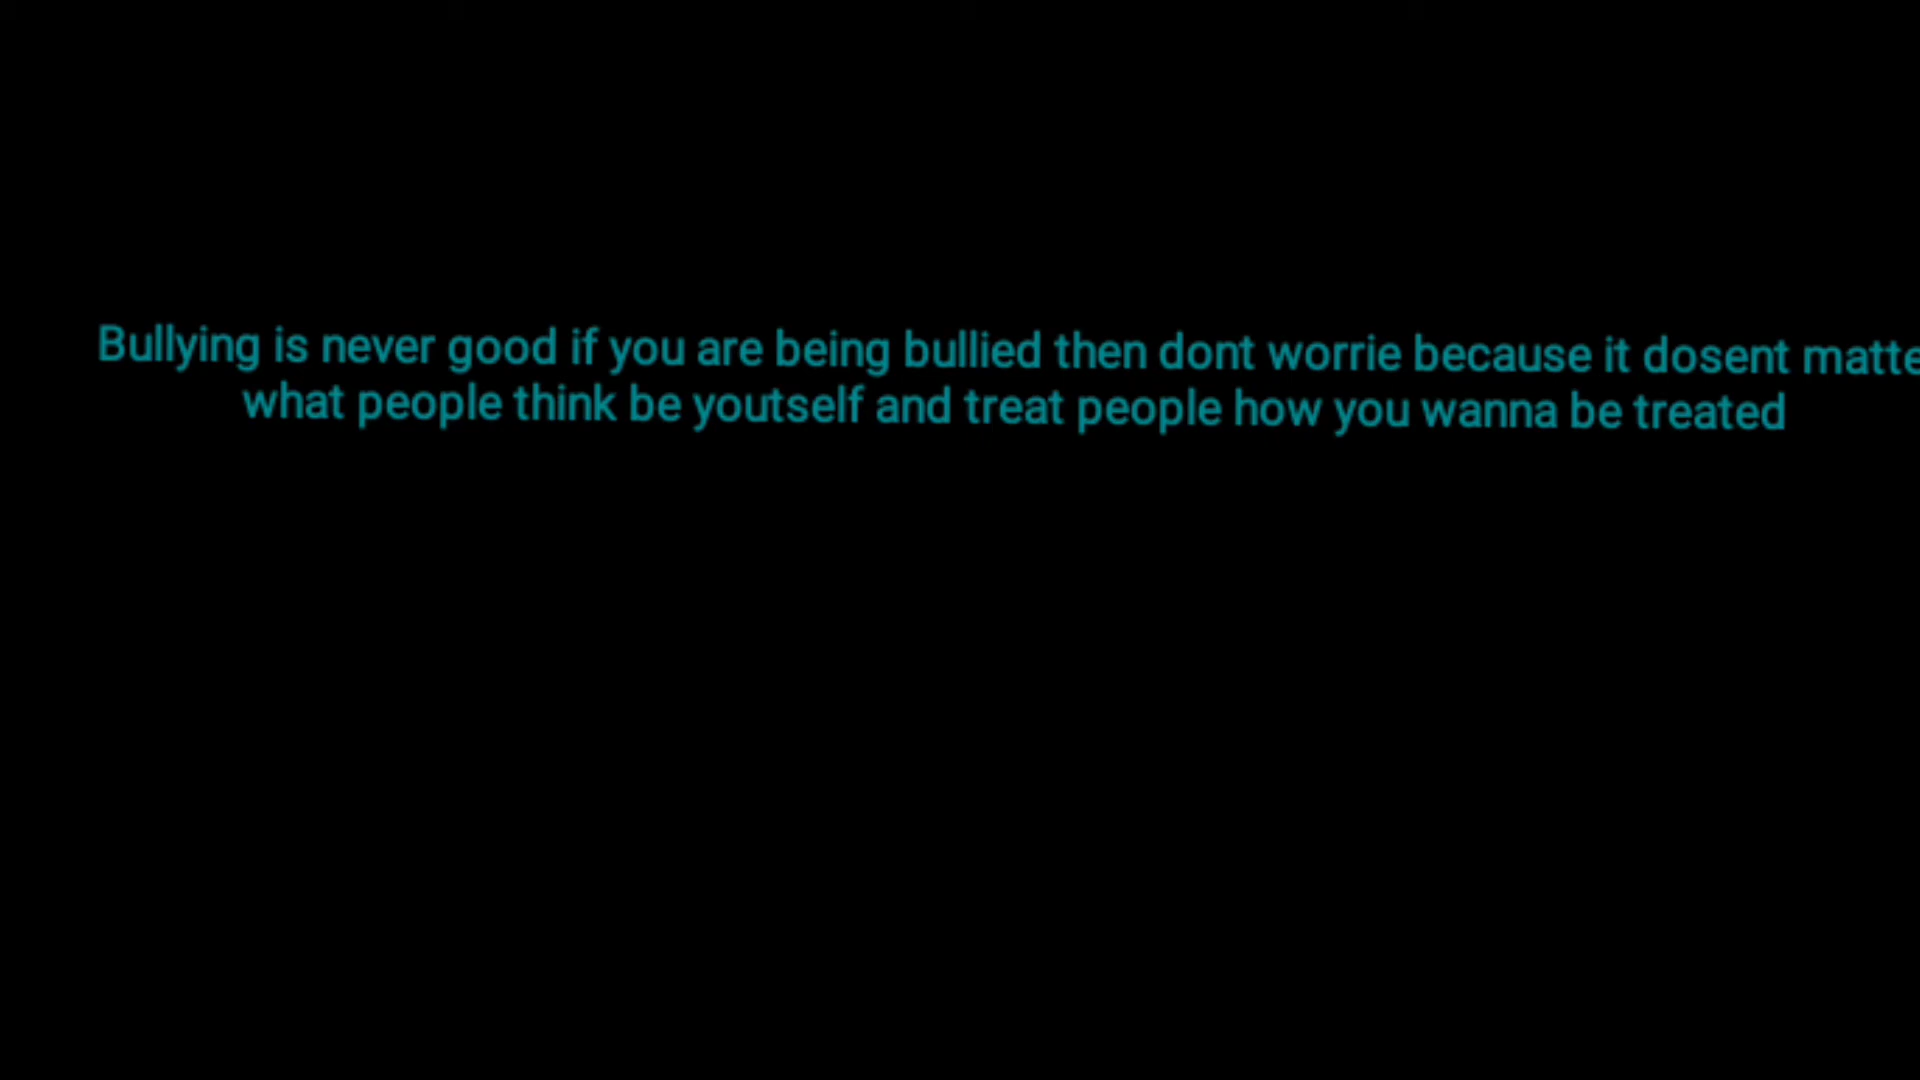 Bullying is never good if you are being bullied then dont worrie because it dosent matte
what people think be youtself and treat people how you wanna be treated